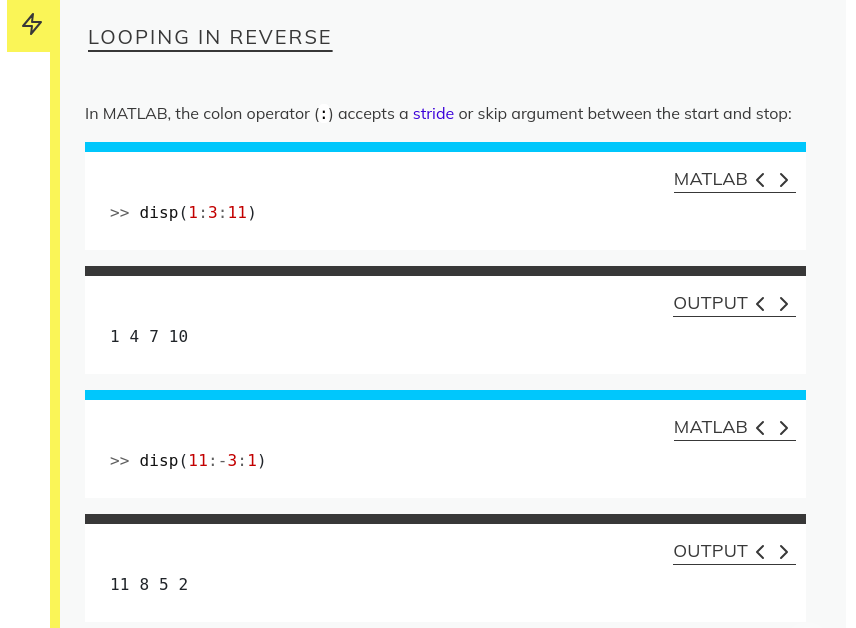 LOOPING IN REVERSE
In MATLAB, the colon operator (:) accepts a stride or skip argument between the start and stop:
MATLAB < >
>> disp(1:3:11)
OUTPUT < >
1 4 7 10
MATLAB < >
>> disp(11:-3:1)
OUTPUT < >
11 8 5 2